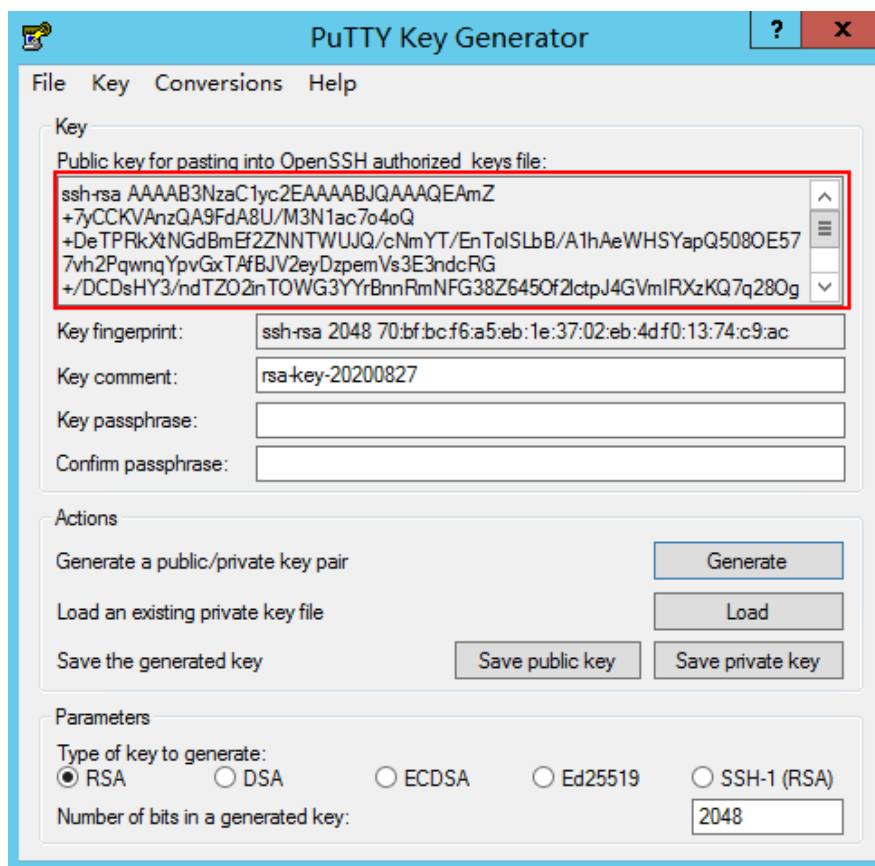 PuTTY Key Generator
? x
File Key Conversions Help
Key
Public key for pasting into OpenSSH authorized_keys file:
ssh-rsa AAAAB3NzaC1yc2EAAAABJQAAAQEAmZ
+7yCCKVAnzQA9FdA8U/M3N1ac7o4oQ
+DeTPRkXtNGdBmEf2ZNNTWUJQ/cNmYT/EnToISLbB/A1hAeWHSYapQ508OE57
7vh2PqwnqYpvGxTAfBJV2eyDzpemVs3E3ndcRG
+/DCDsHY3/ndTZO2inTOWG3YYrBnnRmNFG38Z645Of2IctpJ4GVmIRXzKQ7q28Og
Key fingerprint: ssh-rsa 2048 70:bf:bc:f6:a5:eb:1e:37:02:eb:4d:f0:13:74:c9:ac
Key comment: rsa-key-20200827
Key passphrase:
Confirm passphrase:
Actions
Generate a public/private key pair Generate
Load an existing private key file Load
Save the generated key Save public key Save private key
Parameters
Type of key to generate:
RSA DSA ECDSA Ed25519 SSH-1 (RSA)
Number of bits in a generated key: 2048